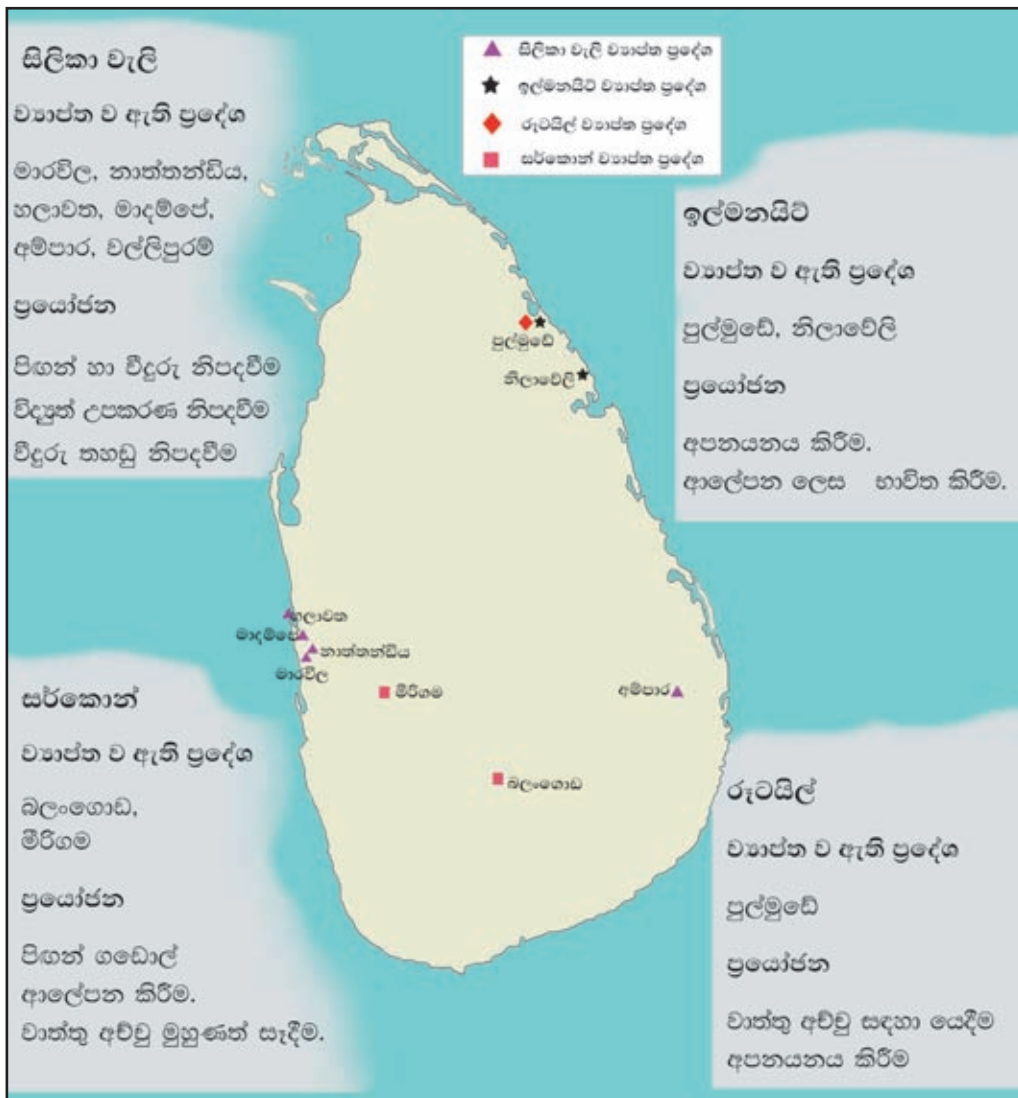 සිලිකා වැලි
ව්‍යාප්ත ව ඇති ප්‍රදේශ
මාරවිල, නාත්තන්ඩිය,
හලාවත, මාදම්පේ,
අම්පාර, වල්ලිපුරම්
ප්‍රයෝජන
පිඟන් හා වීදුරු නිපදවීම
විද්‍යුත් උපකරණ නිපදවීම
වීදුරු තහඩු නිපදවීම
සිලිකා වැලි ව්‍යාප්ත ප්‍රදේශ
ඉල්මනයිට් ව්‍යාප්ත ප්‍රදේශ
රූටයිල් ව්‍යාප්ත ප්‍රදේශ
සර්කොන් ව්‍යාප්ත ප්‍රදේශ
ඉල්මනයිට්
ව්‍යාප්ත ව ඇති ප්‍රදේශ
පුල්මුඩේ, නිලාවේලි
ප්‍රයෝජන
අපනයනය කිරීම.
ආලේපන ලෙස භාවිත කිරීම.
පුල්මුඩේ
නිලාවේලි
හලාවත
මාදම්පේ
නාත්තන්ඩිය
මාරවිල
මීරිගම
අම්පාර
බලංගොඩ
සර්කොන්
ව්‍යාප්ත ව ඇති ප්‍රදේශ
බලංගොඩ,
මීරිගම
ප්‍රයෝජන
පිඟන් ගඩොල්
ආලේපන කිරීම.
වාත්තු අච්චු මුහුණත් සෑදීම.
රූටයිල්
ව්‍යාප්ත ව ඇති ප්‍රදේශ
පුල්මුඩේ
ප්‍රයෝජන
වාත්තු අච්චු සඳහා යෙදීම
අපනයනය කිරීම